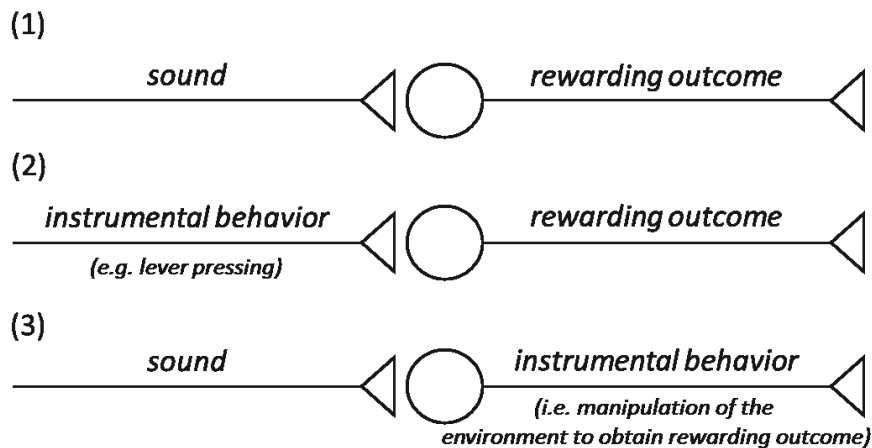 (1)
sound rewarding outcome
(2)
instrumental behavior rewarding outcome
(e.g. lever pressing)
(3)
sound instrumental behavior
(i.e. manipulation of the
environment to obtain rewarding outcome)